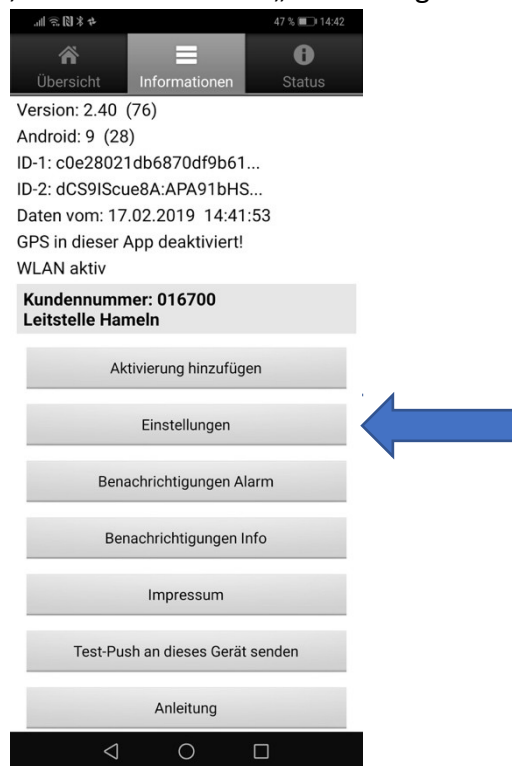 47 % 14:42
Übersicht Informationen Status
Version: 2.40 (76)
Android: 9 (28)
ID-1: c0e28021db6870df9b61...
ID-2: dCS9IScue8A:APA91bHS...
Daten vom: 17.02.2019 14:41:53
GPS in dieser App deaktiviert!
WLAN aktiv
Kundennummer: 016700
Leitstelle Hameln
Aktivierung hinzufügen
Einstellungen
Benachrichtigungen Alarm
Benachrichtigungen Info
Impressum
Test-Push an dieses Gerät senden
Anleitung